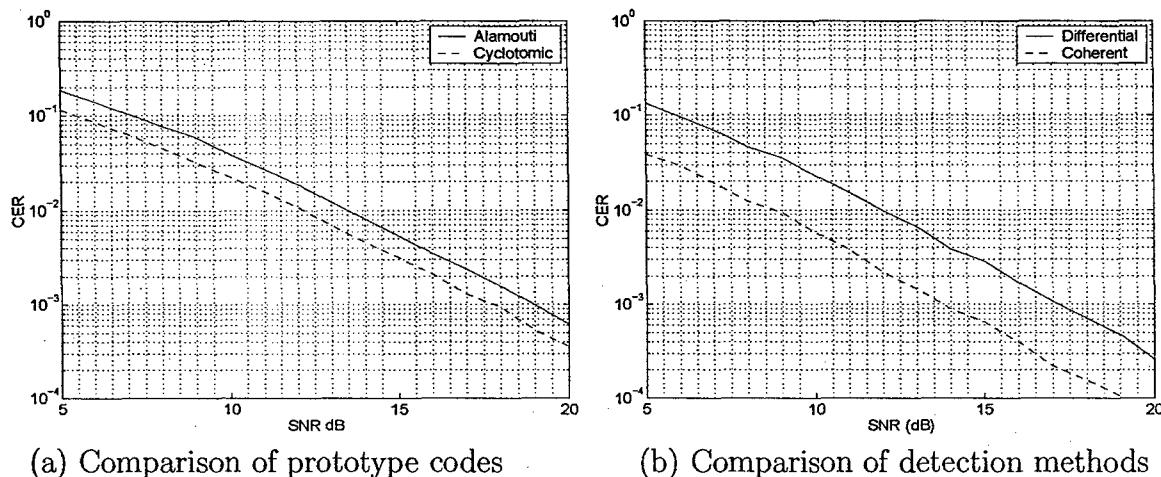 10^0
Alamouti
Cyclotomic
10^-1
CER
10^-2
10^-3
10^-4
5
10
15
20
SNR dB
(a) Comparison of prototype codes
10^0
Differential
Coherent
10^-1
CER
10^-2
10^-3
10^-4
5
10
15
20
SNR (dB)
(b) Comparison of detection methods